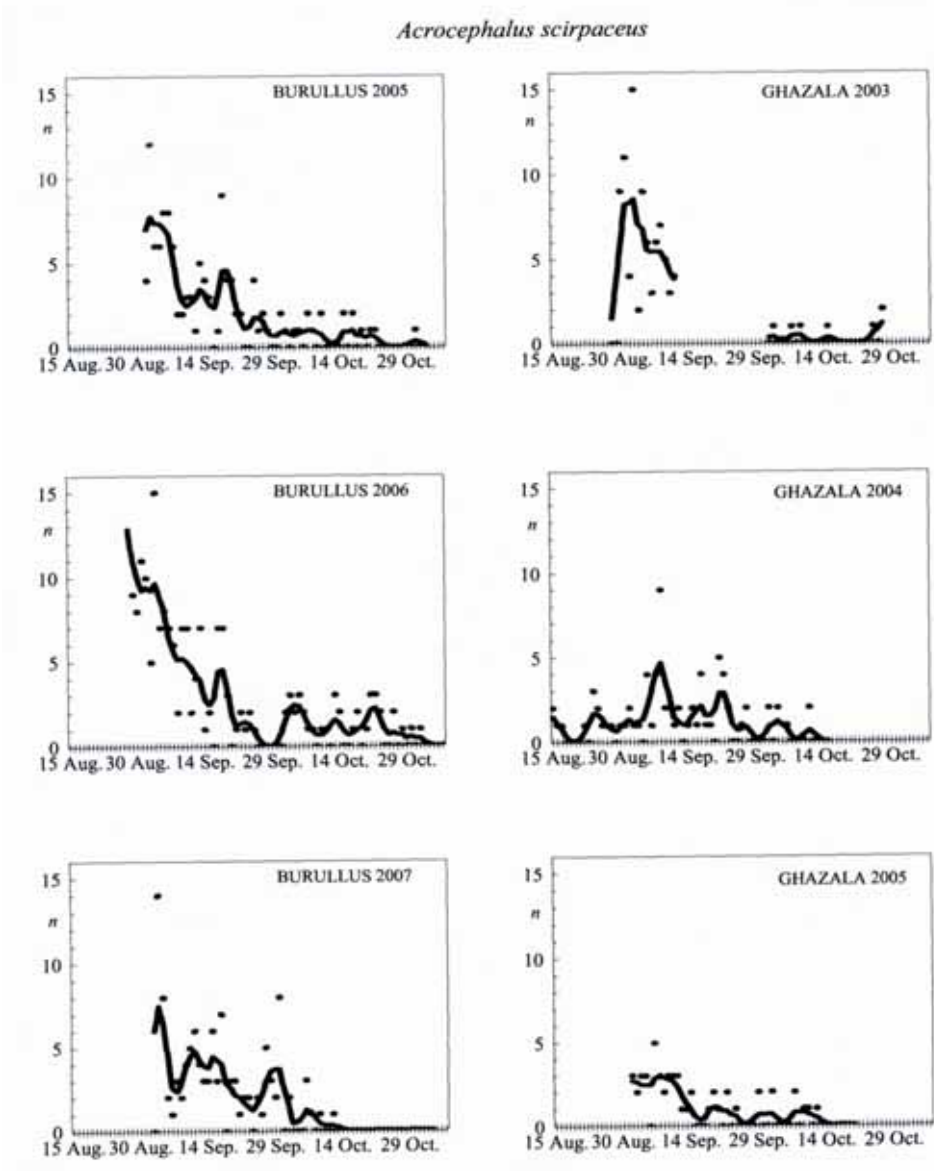 Acrocephalus scirpaceus
BURULLUS 2005
15
n
10
5
0
15 Aug. 30 Aug. 14 Sep. 29 Sep. 14 Oct. 29 Oct.
GHAZALA 2003
15
n
10
5
0
15 Aug. 30 Aug. 14 Sep. 29 Sep. 14 Oct. 29 Oct.
BURULLUS 2006
15
n
10
5
0
15 Aug. 30 Aug. 14 Sep. 29 Sep. 14 Oct. 29 Oct.
GHAZALA 2004
15
n
10
5
0
15 Aug. 30 Aug. 14 Sep. 29 Sep. 14 Oct. 29 Oct.
BURULLUS 2007
15
n
10
5
0
15 Aug. 30 Aug. 14 Sep. 29 Sep. 14 Oct. 29 Oct.
GHAZALA 2005
15
n
10
5
0
15 Aug. 30 Aug. 14 Sep. 29 Sep. 14 Oct. 29 Oct.